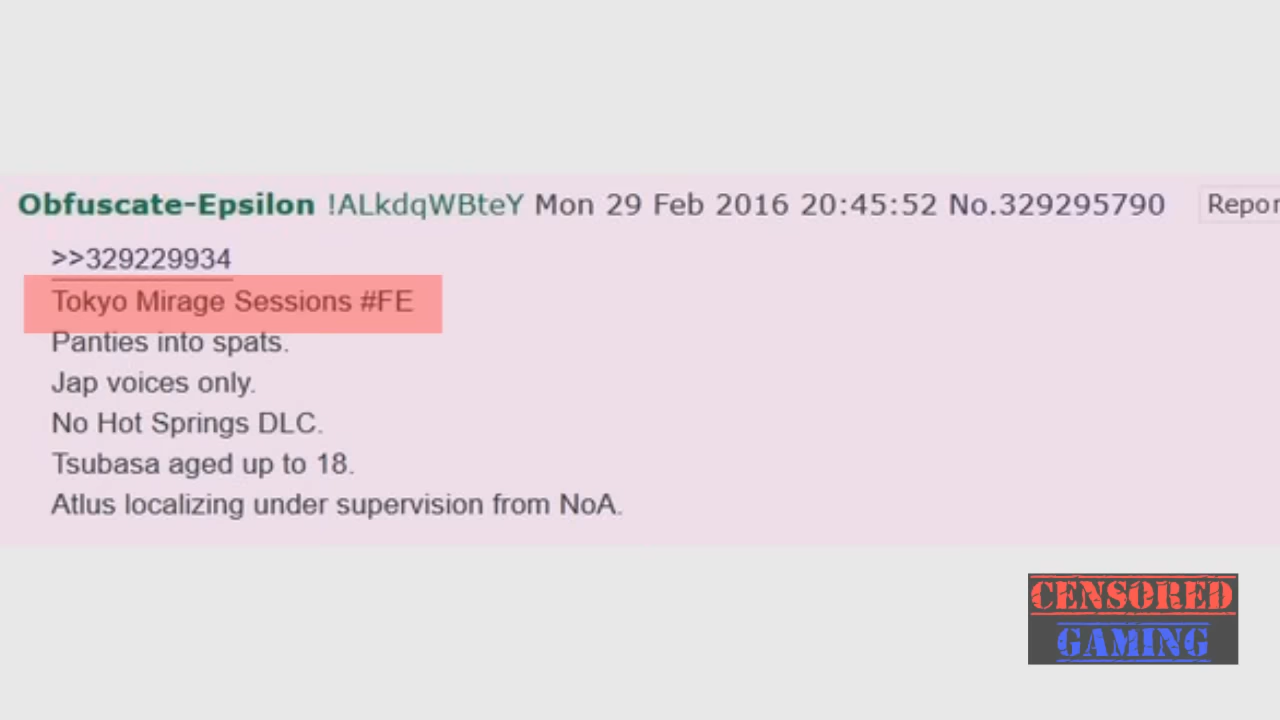 Obfuscate-Epsilon !ALkdqWBteY Mon 29 Feb 2016 20:45:52 No.329295790 Repor
>>329229934
Tokyo Mirage Sessions #FE
Panties into spats.
Jap voices only.
No Hot Springs DLC.
Tsubasa aged up to 18.
Atlus localizing under supervision from NoA.
CENSORED
GAMING